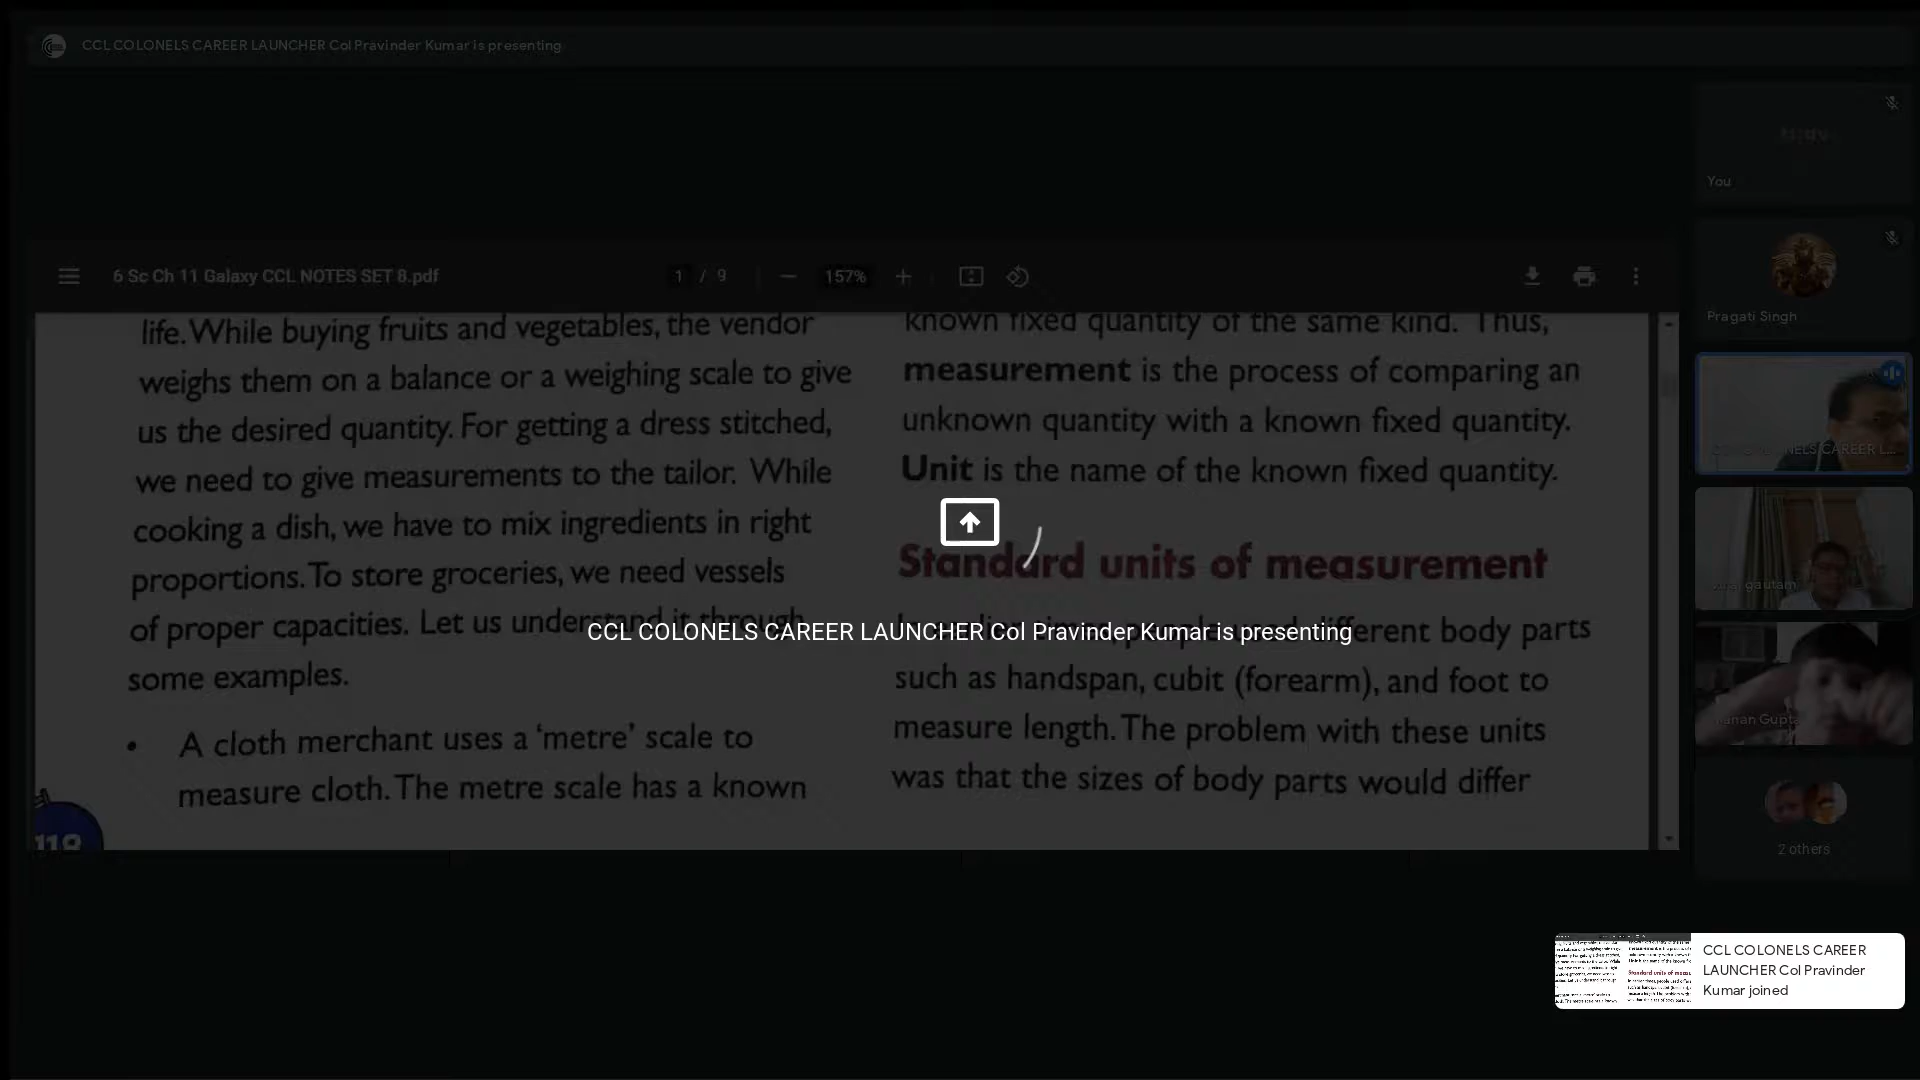 CCL COLONELS CAREER LAUNCHER Col Pravinder Kumar is presenting
You
Pragati Singh
NELS CAREER L...
gautam
Gupta
2 others
6 Sc Ch 11 Galaxy CCL NOTES SET 8.pdf
1 / 9
157%
life. While buying fruits and vegetables, the vendor
weighs them on a balance or a weighing scale to give
us the desired quantity. For getting a dress stitched,
we need to give measurements to the tailor. While
cooking a dish, we have to mix ingredients in right
proportions. To store groceries, we need vessels
of proper capacities. Let us understand it through
some examples.
• A cloth merchant uses a ‘metre’ scale to
measure cloth. The metre scale has a known
118
known fixed quantity of the same kind. Thus,
measurement is the process of comparing an
unknown quantity with a known fixed quantity.
Unit is the name of the known fixed quantity.
Standard units of measurement
people used different body parts
such as handspan, cubit (forearm), and foot to
measure length. The problem with these units
was that the sizes of body parts would differ
CCL COLONELS CAREER LAUNCHER Col Pravinder Kumar is presenting
CCL COLONELS CAREER
LAUNCHER Col Pravinder
Kumar joined